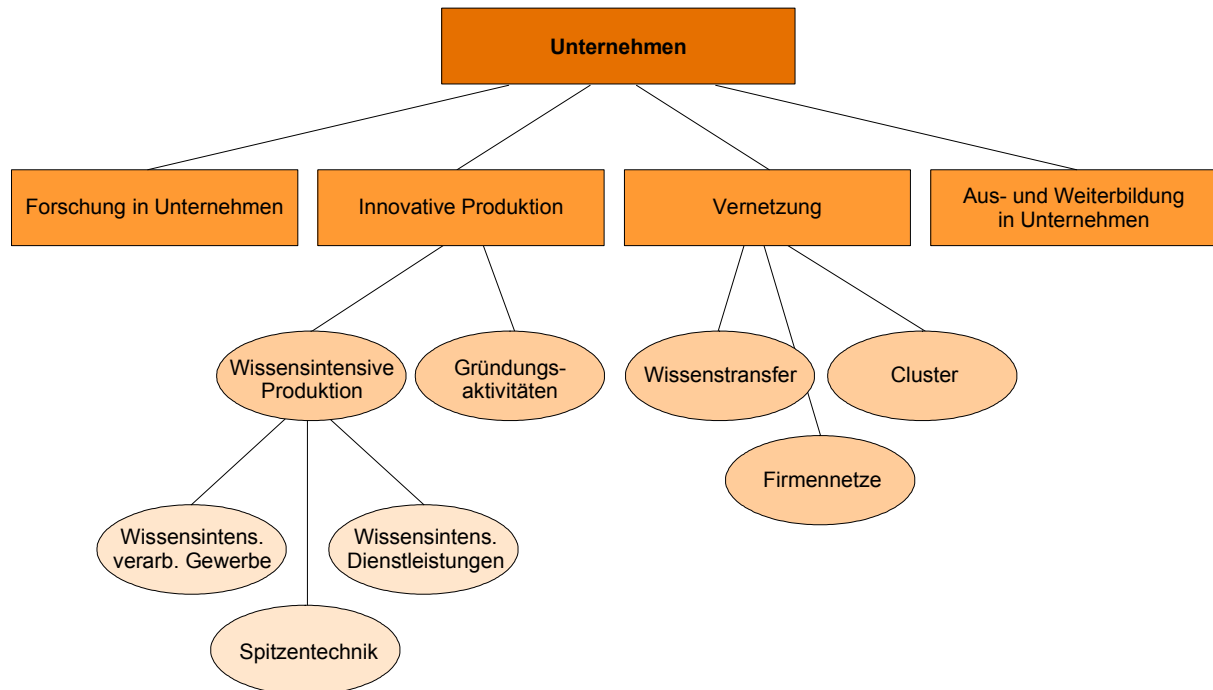 Unternehmen
Forschung in Unternehmen
Innovative Produktion
Vernetzung
Aus- und Weiterbildung
in Unternehmen
Wissensintensive
Produktion
Gründungs-
aktivitäten
Wissenstransfer
Cluster
Firmennetze
Wissensintens.
verarb. Gewerbe
Wissensintens.
Dienstleistungen
Spitzentechnik